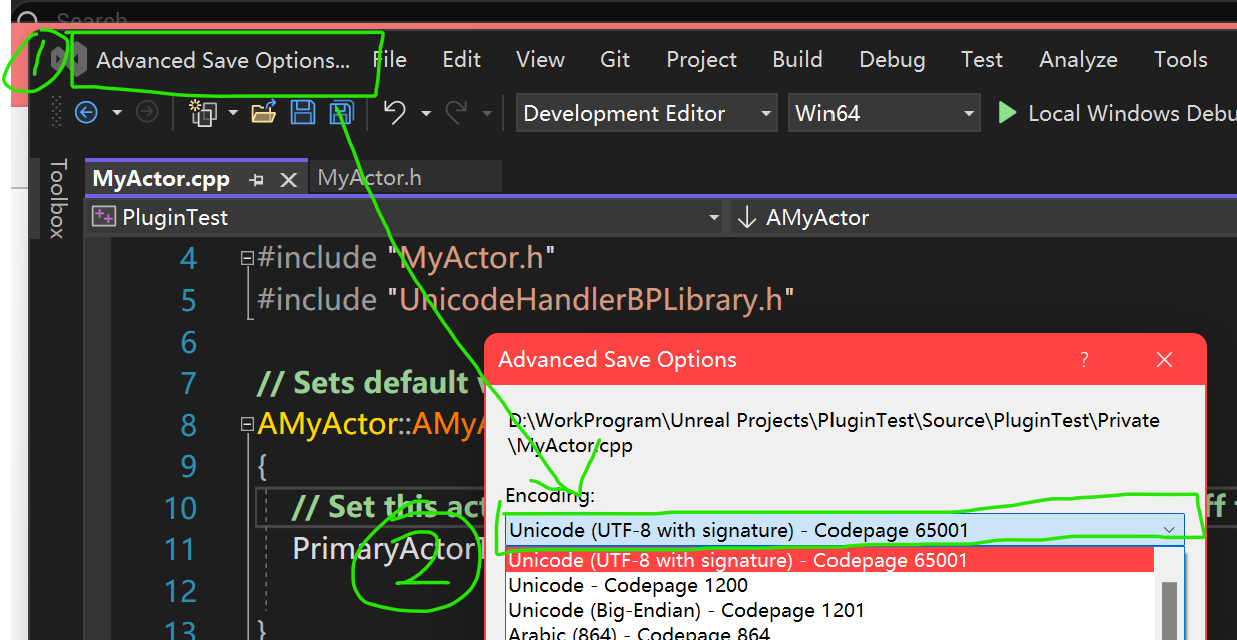 Search
1
Advanced Save Options... File Edit View Git Project Build Debug Test Analyze Tools
Development Editor Win64 Local Windows Debu
Toolbox
MyActor.cpp MyActor.h
PluginTest AMyActor
4 #include "MyActor.h"
5 #include "UnicodeHandlerBPLibrary.h"
6
7 // Sets default v
8 AMyActor::AMyA
9 {
10 // Set this act ff t
11 PrimaryActorT
12
13 }
2
Advanced Save Options ?
D:\WorkProgram\Unreal Projects\PluginTest\Source\PluginTest\Private
\MyActor.cpp
Encoding:
Unicode (UTF-8 with signature) - Codepage 65001
Unicode (UTF-8 with signature) - Codepage 65001
Unicode - Codepage 1200
Unicode (Big-Endian) - Codepage 1201
Arabic (864) - Codepage 864